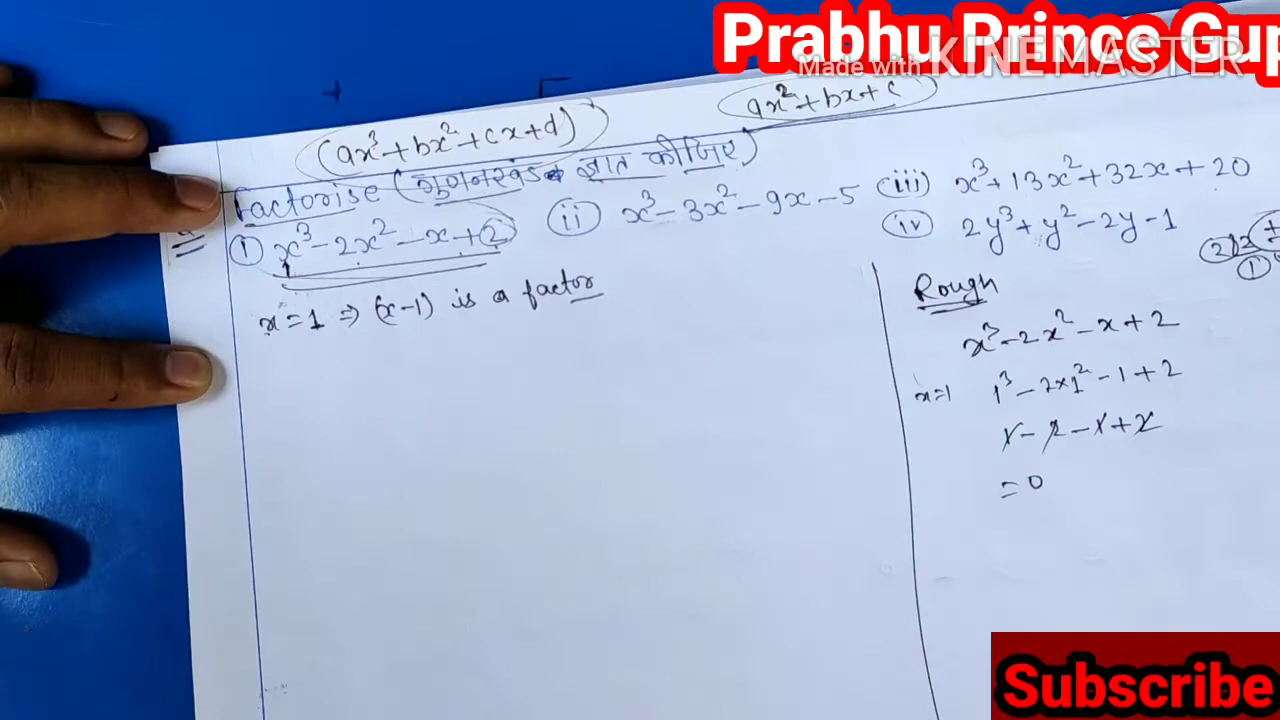 Prabhu Prince Gup
Made with KINEMASTER
(ax³+bx²+cx+d)
ax²+bx+c
Factorise (गुणनखंड ज्ञात कीजिए)
(i) x³-2x²-x+2
(ii) x³-3x²-9x-5
(iii) x³+13x²+32x+20
(iv) 2y³+y²-2y-1
x=1 ⇒ (x-1) is a factor
Rough
x³-2x²-x+2
x=1 1³-2×1²-1+2
1-2-1+2
=0
Subscribe